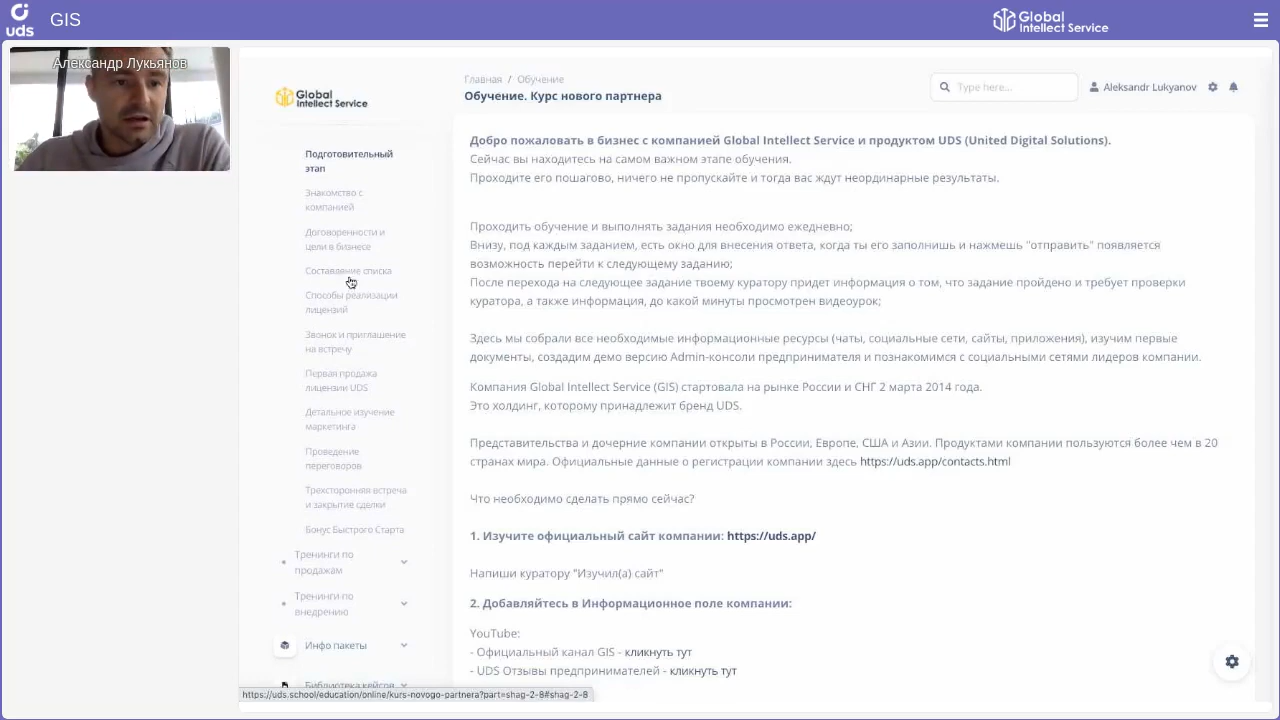 uds
GIS
Global
Intellect Service
Александр Лукьянов
Global
Intellect Service
Главная / Обучение
Обучение. Курс нового партнера
Type here...
Aleksandr Lukyanov
Подготовительный
этап
Знакомство с
компанией
Договоренности и
цели в бизнесе
Составление списка
Способы реализации
лицензий
Звонок и приглашение
на встречу
Первая продажа
лицензии UDS
Детальное изучение
маркетинга
Проведение
переговоров
Трехсторонняя встреча
и закрытие сделки
Бонус Быстрого Старта
Тренинги по
продажам
Тренинги по
внедрению
Инфо пакеты
Библиотека кейсов
Добро пожаловать в бизнес с компанией Global Intellect Service и продуктом UDS (United Digital Solutions).
Сейчас вы находитесь на самом важном этапе обучения.
Проходите его пошагово, ничего не пропускайте и тогда вас ждут неординарные результаты.
Проходить обучение и выполнять задания необходимо ежедневно;
Внизу, под каждым заданием, есть окно для внесения ответа, когда ты его заполнишь и нажмешь "отправить" появляется
возможность перейти к следующему заданию;
После перехода на следующее задание твоему куратору придет информация о том, что задание пройдено и требует проверки
куратора, а также информация, до какой минуты просмотрен видеоурок;
Здесь мы собрали все необходимые информационные ресурсы (чаты, социальные сети, сайты, приложения), изучим первые
документы, создадим демо версию Admin-консоли предпринимателя и познакомимся с социальными сетями лидеров компании.
Компания Global Intellect Service (GIS) стартовала на рынке России и СНГ 2 марта 2014 года.
Это холдинг, которому принадлежит бренд UDS.
Представительства и дочерние компании открыты в России, Европе, США и Азии. Продуктами компании пользуются более чем в 20
странах мира. Официальные данные о регистрации компании здесь https://uds.app/contacts.html
Что необходимо сделать прямо сейчас?
1. Изучите официальный сайт компании: https://uds.app/
Напиши куратору "Изучил(а) сайт"
2. Добавляйтесь в Информационное поле компании:
YouTube:
- Официальный канал GIS - кликнуть тут
- UDS Отзывы предпринимателей - кликнуть тут
https://uds.school/education/online/kurs-novogo-partnera?part=shag-2-8#shag-2-8